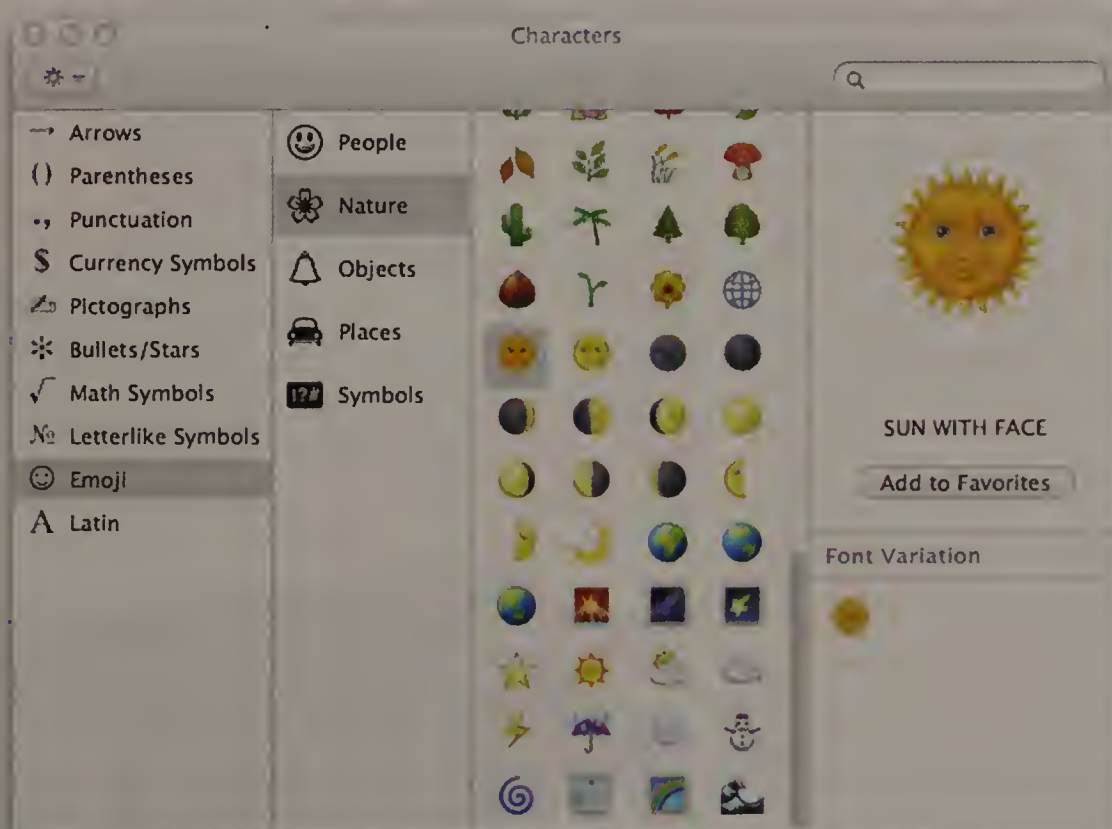 Characters
Arrows
() Parentheses
., Punctuation
$ Currency Symbols
Pictographs
Bullets/Stars
√ Math Symbols
№ Letterlike Symbols
Emoji
A Latin
People
Nature
Objects
Places
!?# Symbols
SUN WITH FACE
Add to Favorites
Font Variation